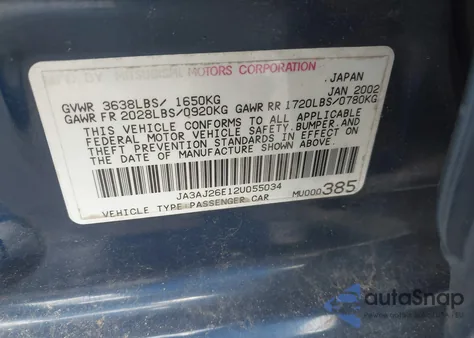 MFD BY MITSUBISHI MOTORS CORPORATION
, JAPAN
GVWR 3638LBS/ 1650KG JAN 2002
GAWR FR 2028LBS/0920KG GAWR RR 1720LBS/0780KG
THIS VEHICLE CONFORMS TO ALL APPLICABLE
FEDERAL MOTOR VEHICLE SAFETY, BUMPER, AND
THEFT PREVENTION STANDARDS IN EFFECT ON THE
DATE OF MANUFACTURE SHOWN ABOVE.
JA3AJ26E12U055034
VEHICLE TYPE PASSENGER CAR MU000385
autoSnap